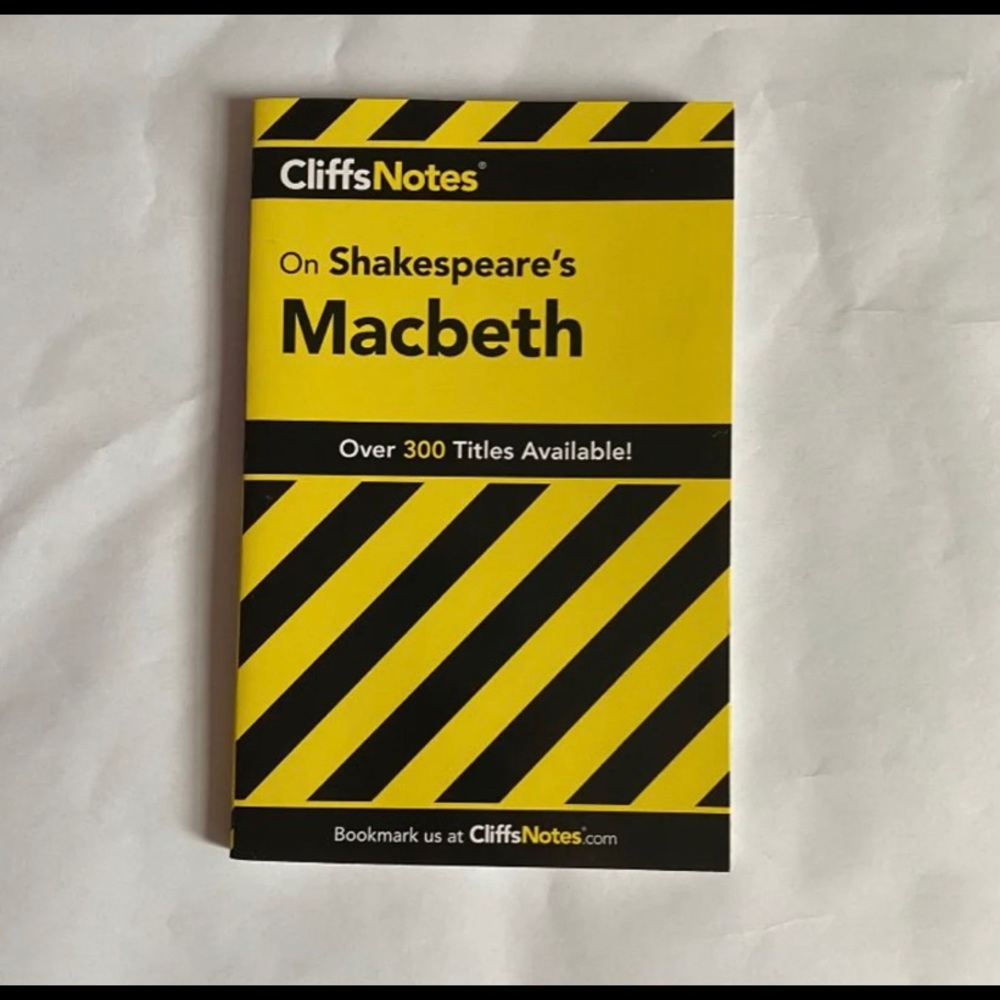 CliffsNotes®
On Shakespeare's
Macbeth
Over 300 Titles Available!
Bookmark us at CliffsNotes®.com